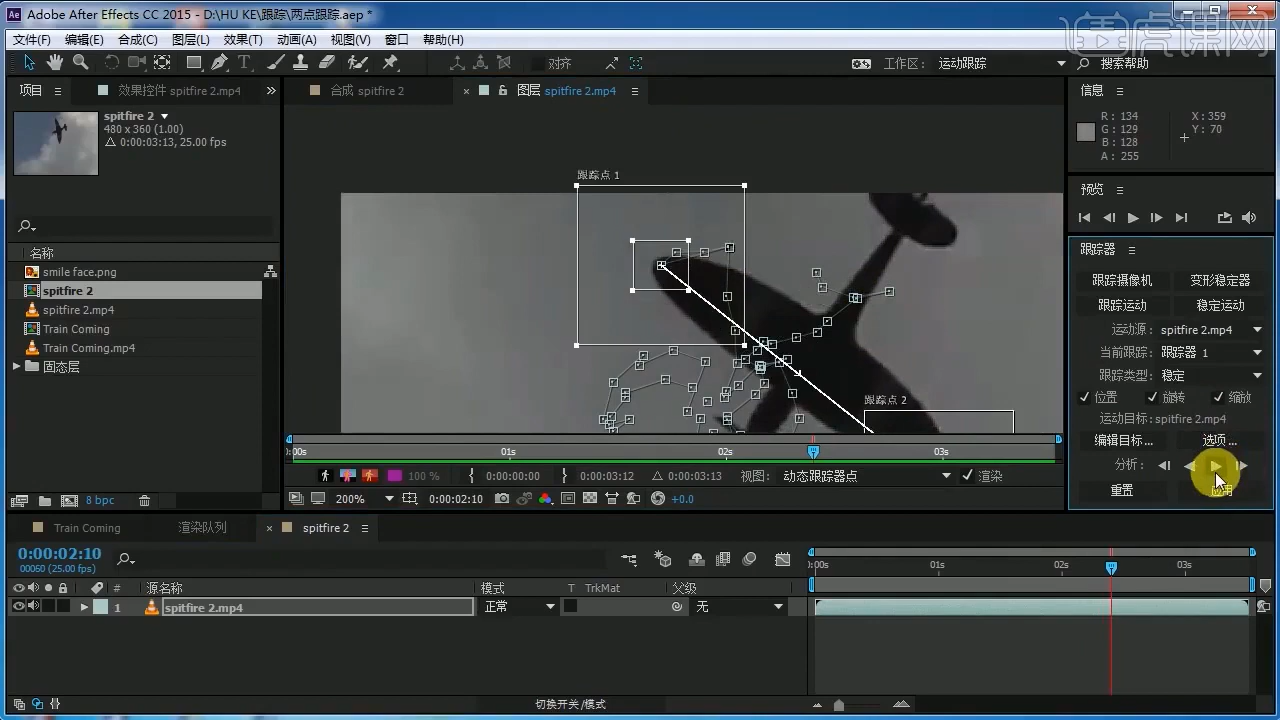 Adobe After Effects CC 2015 - D:\HU KE\跟踪\两点跟踪.aep *
虎课网
文件(F) 编辑(E) 合成(C) 图层(L) 效果(T) 动画(A) 视图(V) 窗口 帮助(H)
对齐 工作区: 运动跟踪 搜索帮助
项目 效果控件 spitfire 2.mp4 合成 spitfire 2 图层 spitfire 2.mp4 信息
spitfire 2
480 x 360 (1.00)
0:00:03:13, 25.00 fps
R: 134 X: 359
G: 129 Y: 70
B: 128
A: 255
跟踪点 1
预览
名称
smile face.png
spitfire 2
spitfire 2.mp4
Train Coming
Train Coming.mp4
固态层
跟踪器
跟踪摄像机 变形稳定器
跟踪运动 稳定运动
运动源: spitfire 2.mp4
当前跟踪: 跟踪器 1
跟踪类型: 稳定
位置 旋转 缩放
运动目标:spitfire 2.mp4
编辑目标... 选项...
分析:
重置 应用
跟踪点 2
:00s 01s 02s 03s
100 % 0:00:00:00 0:00:03:12 0:00:03:13 视图: 动态跟踪器点 渲染
8 bpc 200% 0:00:02:10 +0.0
Train Coming 渲染队列 spitfire 2
0:00:02:10
00060 (25.00 fps)
:00s 01s 02s 03s
# 源名称 模式 T TrkMat 父级
1 spitfire 2.mp4 正常 无
切换开关/模式